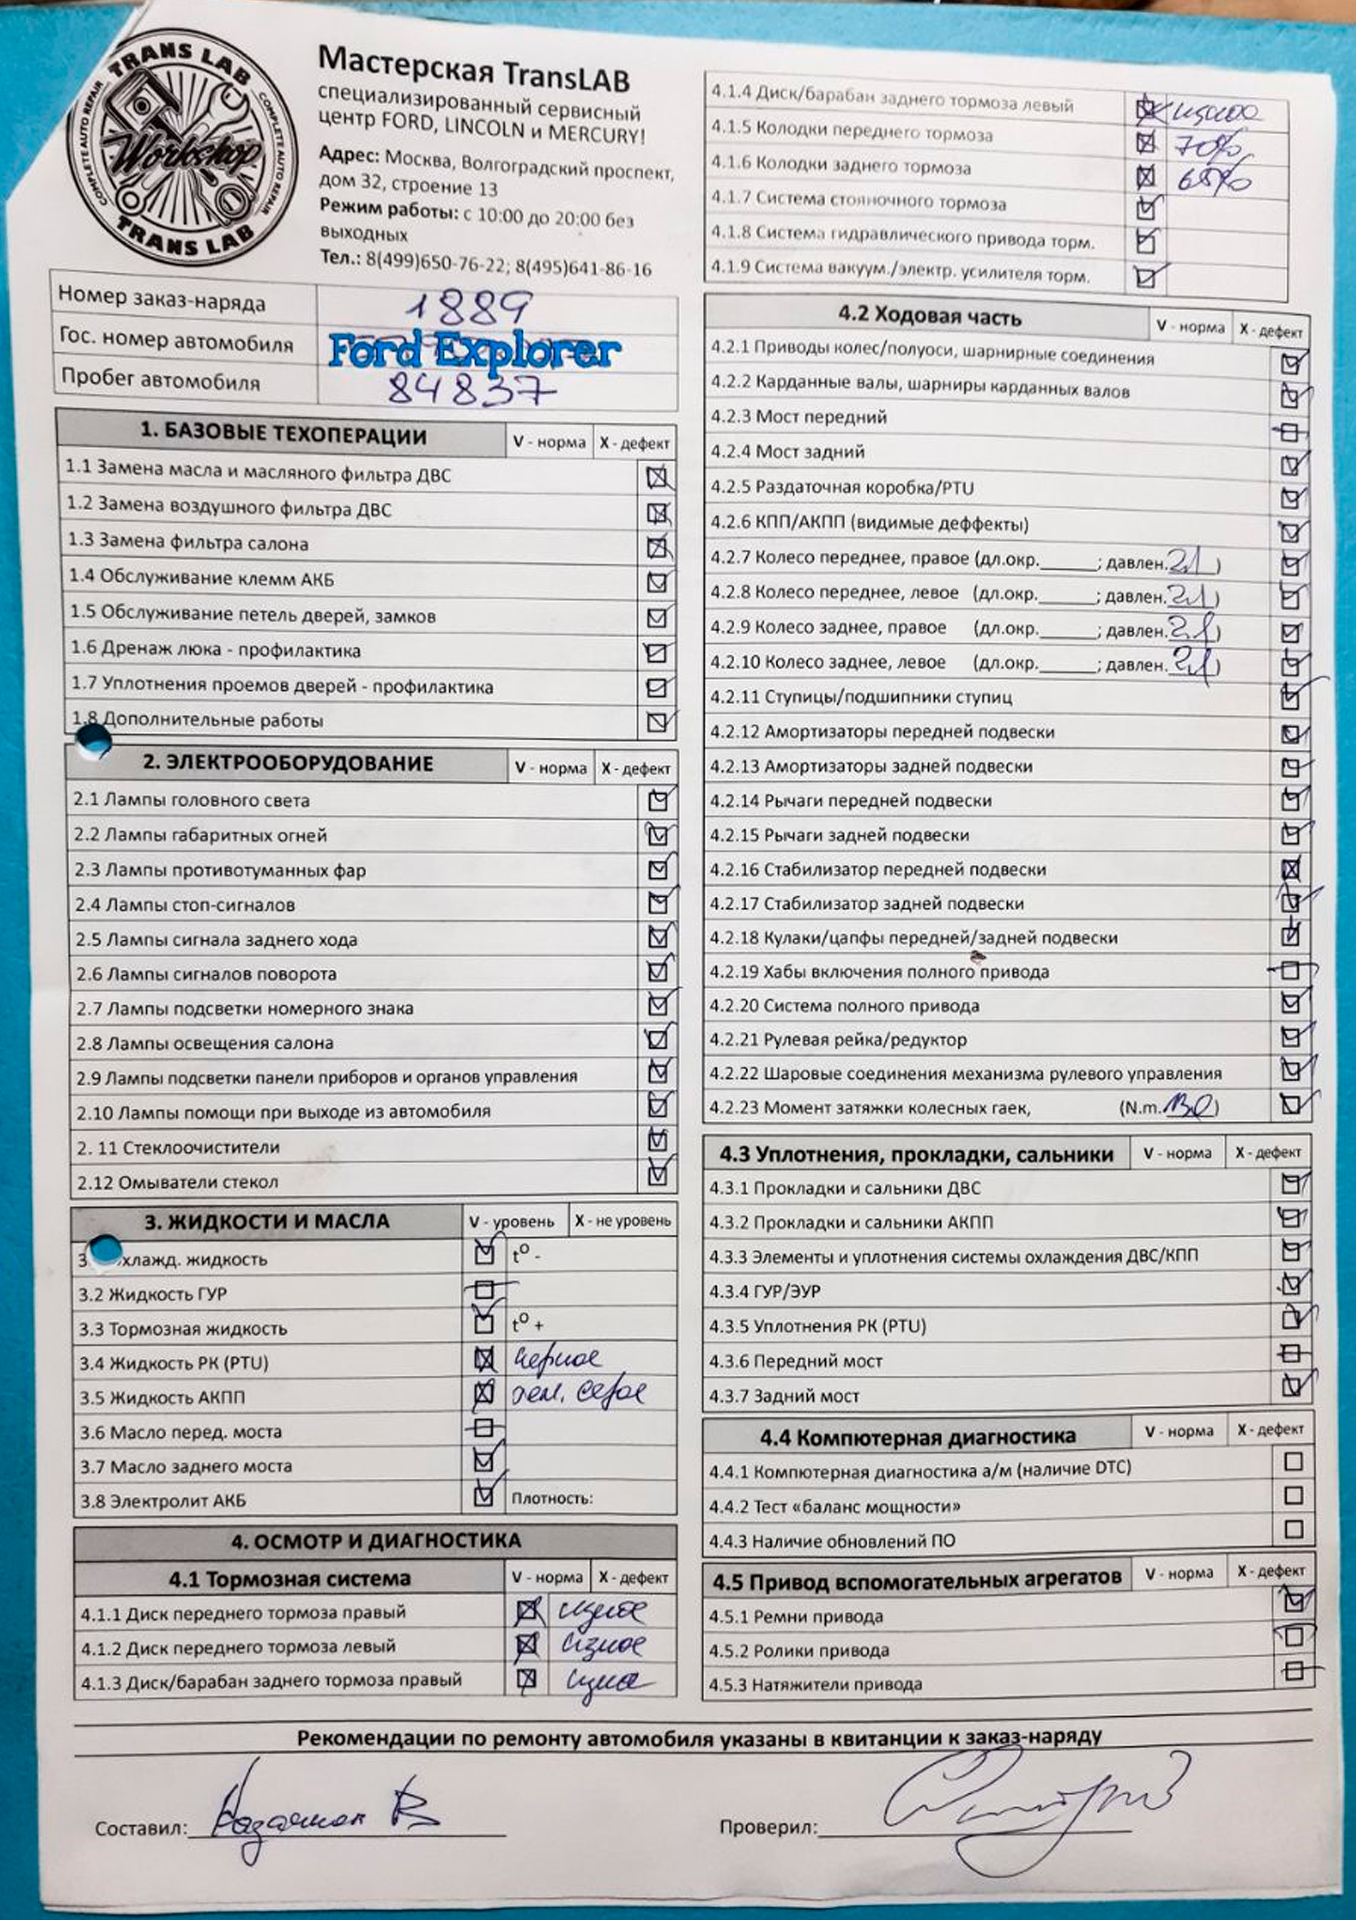 TRANS LAB
COMPLETE AUTO REPAIR
COMPLETE AUTO REPAIR
Workshop
TRANS LAB
Мастерская TransLAB
специализированный сервисный
центр FORD, LINCOLN и MERCURY!
Адрес: Москва, Волгоградский проспект,
дом 32, строение 13
Режим работы: с 10:00 до 20:00 без
выходных
Тел.: 8(499)650-76-22; 8(495)641-86-16
Номер заказ-наряда 1889
Гос. номер автомобиля Ford Explorer
Пробег автомобиля 84837
1. БАЗОВЫЕ ТЕХОПЕРАЦИИ V - норма X - дефект
1.1 Замена масла и масляного фильтра ДВС
1.2 Замена воздушного фильтра ДВС
1.3 Замена фильтра салона
1.4 Обслуживание клемм АКБ
1.5 Обслуживание петель дверей, замков
1.6 Дренаж люка - профилактика
1.7 Уплотнения проемов дверей - профилактика
1.8 Дополнительные работы
2. ЭЛЕКТРООБОРУДОВАНИЕ V - норма X - дефект
2.1 Лампы головного света
2.2 Лампы габаритных огней
2.3 Лампы противотуманных фар
2.4 Лампы стоп-сигналов
2.5 Лампы сигнала заднего хода
2.6 Лампы сигналов поворота
2.7 Лампы подсветки номерного знака
2.8 Лампы освещения салона
2.9 Лампы подсветки панели приборов и органов управления
2.10 Лампы помощи при выходе из автомобиля
2. 11 Стеклоочистители
2.12 Омыватели стекол
3. ЖИДКОСТИ И МАСЛА V - уровень X - не уровень
хлажд. жидкость tº -
3.2 Жидкость ГУР
3.3 Тормозная жидкость tº +
3.4 Жидкость РК (PTU) черное
3.5 Жидкость АКПП серое
3.6 Масло перед. моста
3.7 Масло заднего моста
3.8 Электролит АКБ Плотность:
4. ОСМОТР И ДИАГНОСТИКА
4.1 Тормозная система V - норма X - дефект
4.1.1 Диск переднего тормоза правый
4.1.2 Диск переднего тормоза левый
4.1.3 Диск/барабан заднего тормоза правый
4.1.4 Диск/барабан заднего тормоза левый
4.1.5 Колодки переднего тормоза 70%
4.1.6 Колодки заднего тормоза 65%
4.1.7 Система стояночного тормоза
4.1.8 Система гидравлического привода торм.
4.1.9 Система вакуум./электр. усилителя торм.
4.2 Ходовая часть V - норма X - дефект
4.2.1 Приводы колес/полуоси, шарнирные соединения
4.2.2 Карданные валы, шарниры карданных валов
4.2.3 Мост передний
4.2.4 Мост задний
4.2.5 Раздаточная коробка/PTU
4.2.6 КПП/АКПП (видимые деффекты)
4.2.7 Колесо переднее, правое (дл.окр.______; давлен. 2.1 )
4.2.8 Колесо переднее, левое (дл.окр.______; давлен. 2.1 )
4.2.9 Колесо заднее, правое (дл.окр.______; давлен. 2.1 )
4.2.10 Колесо заднее, левое (дл.окр.______; давлен. 2.1 )
4.2.11 Ступицы/подшипники ступиц
4.2.12 Амортизаторы передней подвески
4.2.13 Амортизаторы задней подвески
4.2.14 Рычаги передней подвески
4.2.15 Рычаги задней подвески
4.2.16 Стабилизатор передней подвески
4.2.17 Стабилизатор задней подвески
4.2.18 Кулаки/цапфы передней/задней подвески
4.2.19 Хабы включения полного привода
4.2.20 Система полного привода
4.2.21 Рулевая рейка/редуктор
4.2.22 Шаровые соединения механизма рулевого управления
4.2.23 Момент затяжки колесных гаек, (N.m. )
4.3 Уплотнения, прокладки, сальники V - норма X - дефект
4.3.1 Прокладки и сальники ДВС
4.3.2 Прокладки и сальники АКПП
4.3.3 Элементы и уплотнения системы охлаждения ДВС/КПП
4.3.4 ГУР/ЭУР
4.3.5 Уплотнения РК (PTU)
4.3.6 Передний мост
4.3.7 Задний мост
4.4 Компютерная диагностика V - норма X - дефект
4.4.1 Компютерная диагностика а/м (наличие DTC)
4.4.2 Тест «баланс мощности»
4.4.3 Наличие обновлений ПО
4.5 Привод вспомогательных агрегатов V - норма X - дефект
4.5.1 Ремни привода
4.5.2 Ролики привода
4.5.3 Натяжители привода
Рекомендации по ремонту автомобиля указаны в квитанции к заказ-наряду
Составил:
Проверил: